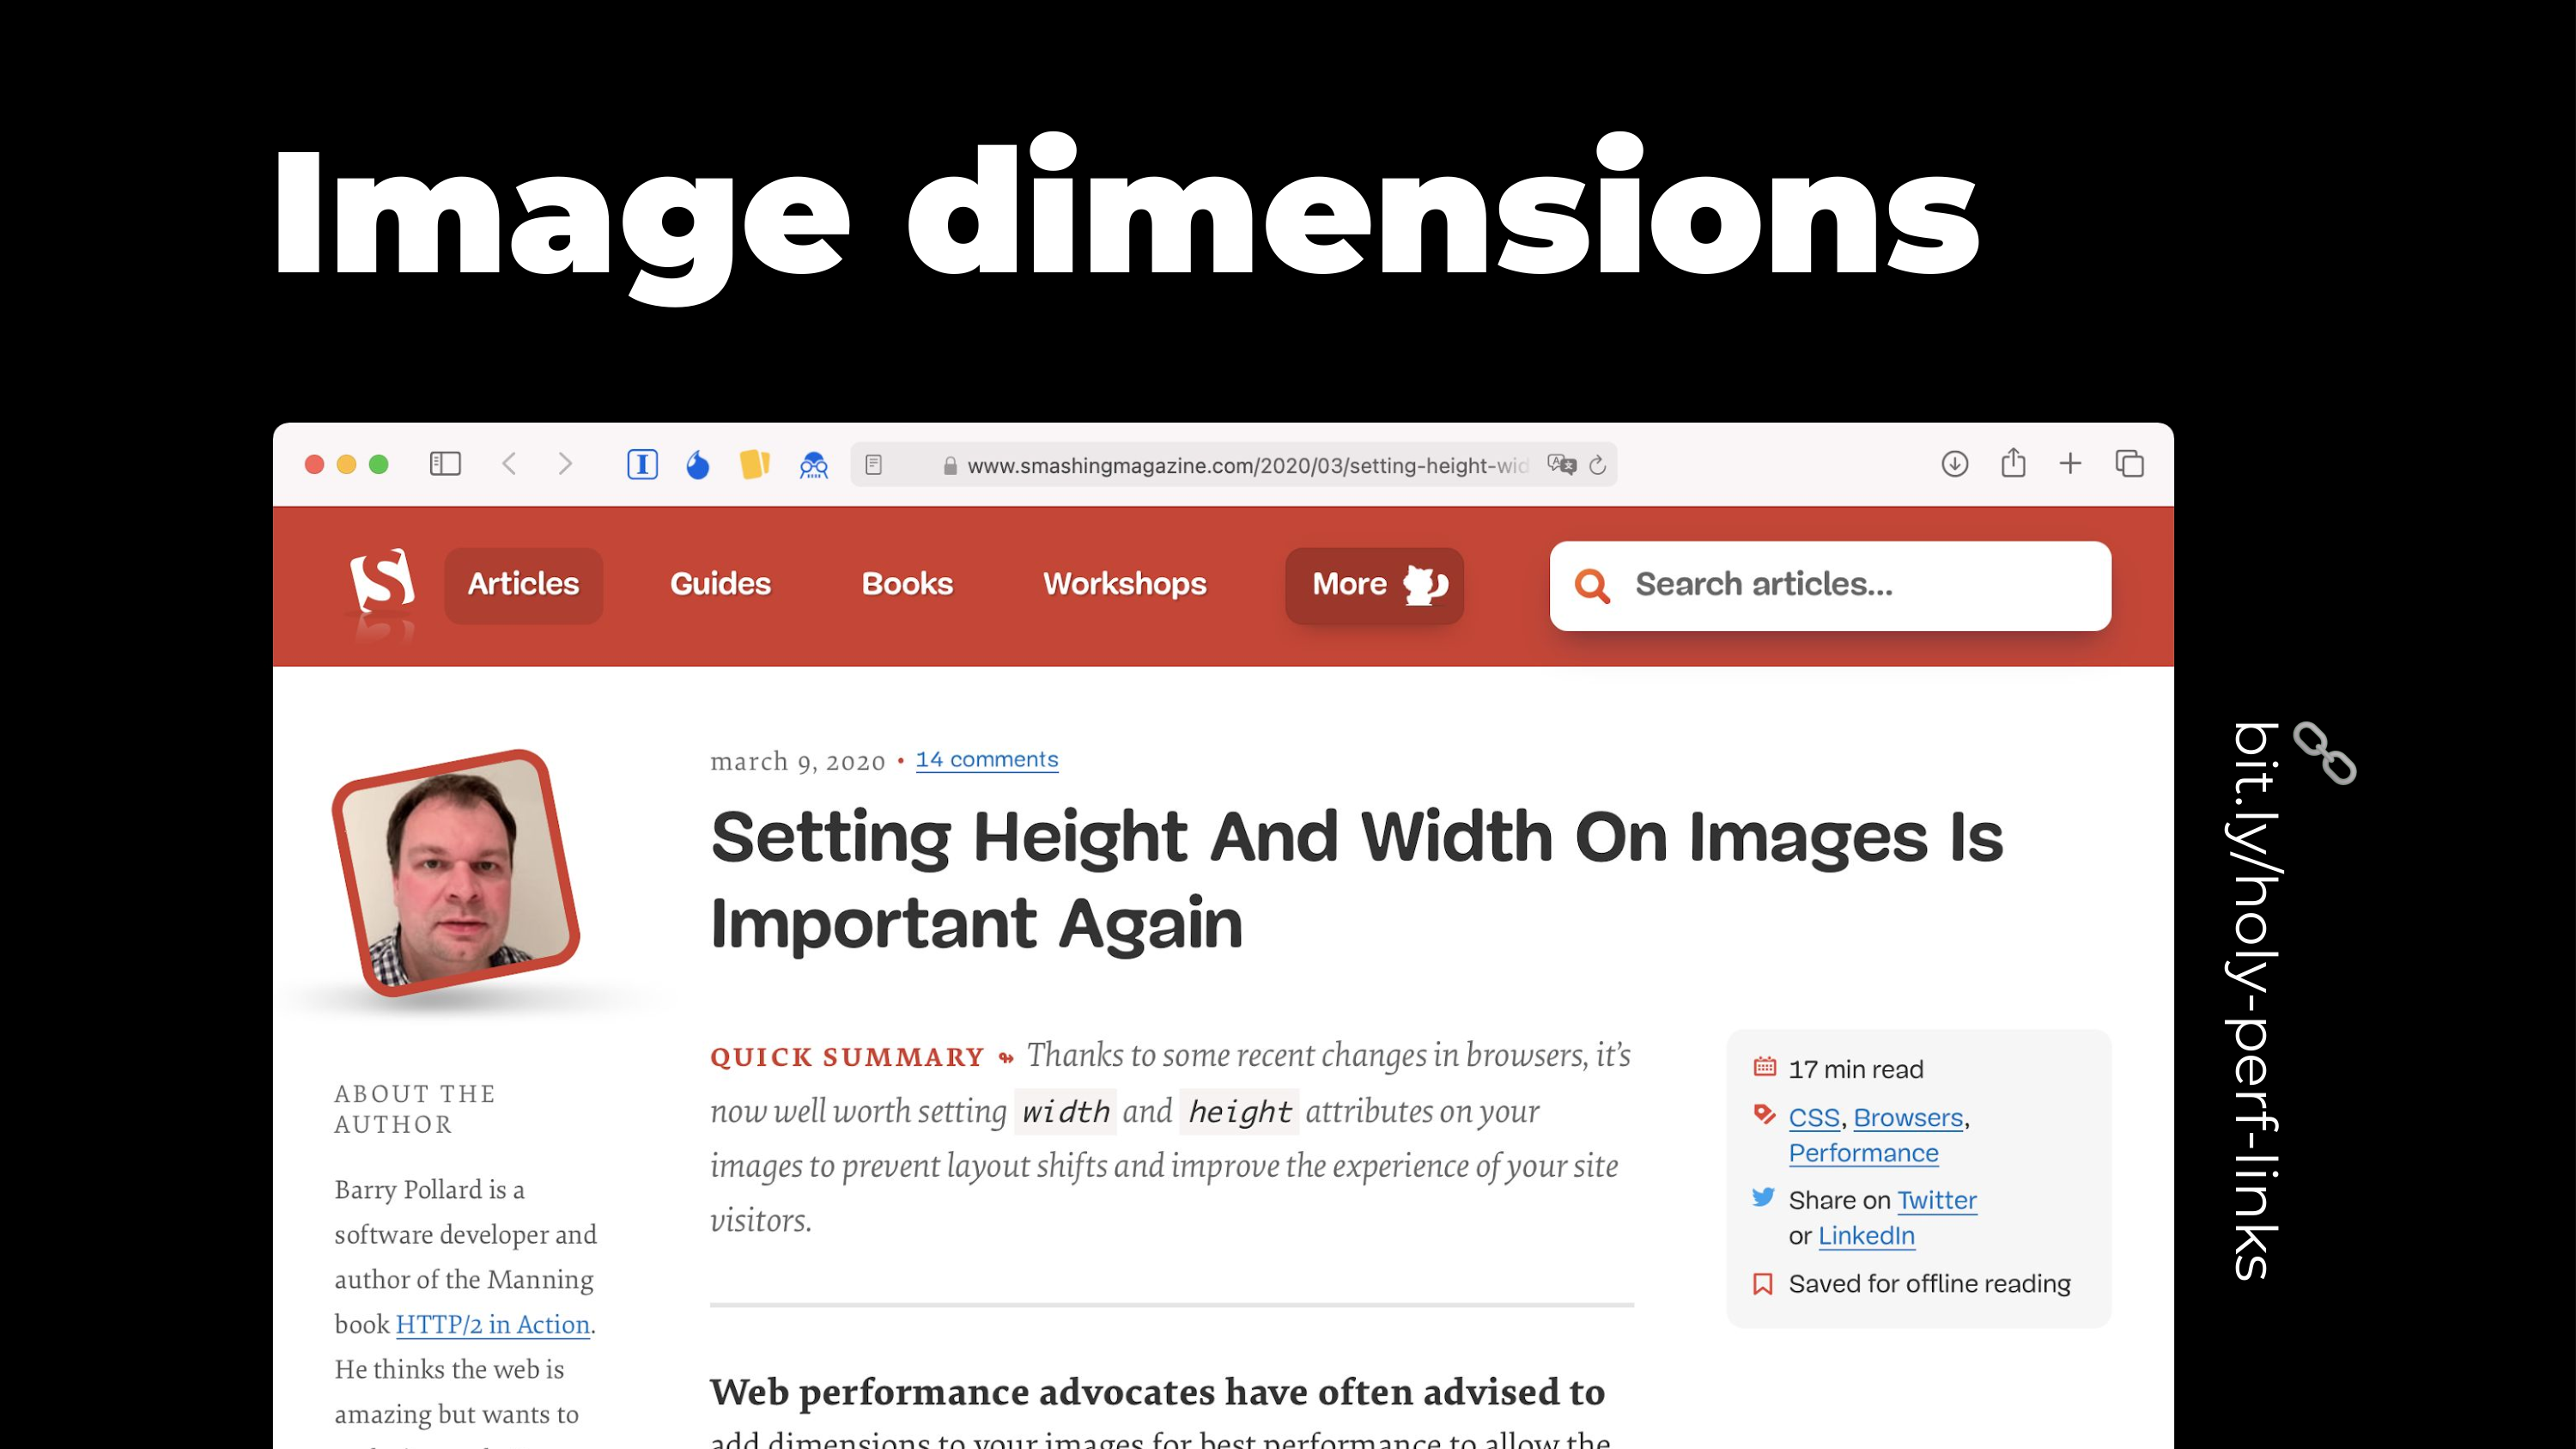 Image dimensions
www.smashingmagazine.com/2020/03/setting-height-wid
Articles
Guides
Books
Workshops
More
Search articles...
march 9, 2020 • 14 comments
Setting Height And Width On Images Is
Important Again
QUICK SUMMARY ↬ Thanks to some recent changes in browsers, it’s
now well worth setting width and height attributes on your
images to prevent layout shifts and improve the experience of your site
visitors.
ABOUT THE
AUTHOR
Barry Pollard is a
software developer and
author of the Manning
book HTTP/2 in Action.
He thinks the web is
amazing but wants to
17 min read
CSS, Browsers,
Performance
Share on Twitter
or LinkedIn
Saved for offline reading
Web performance advocates have often advised to
add dimensions to your images for best performance to allow the
bit.ly/holy-perf-links